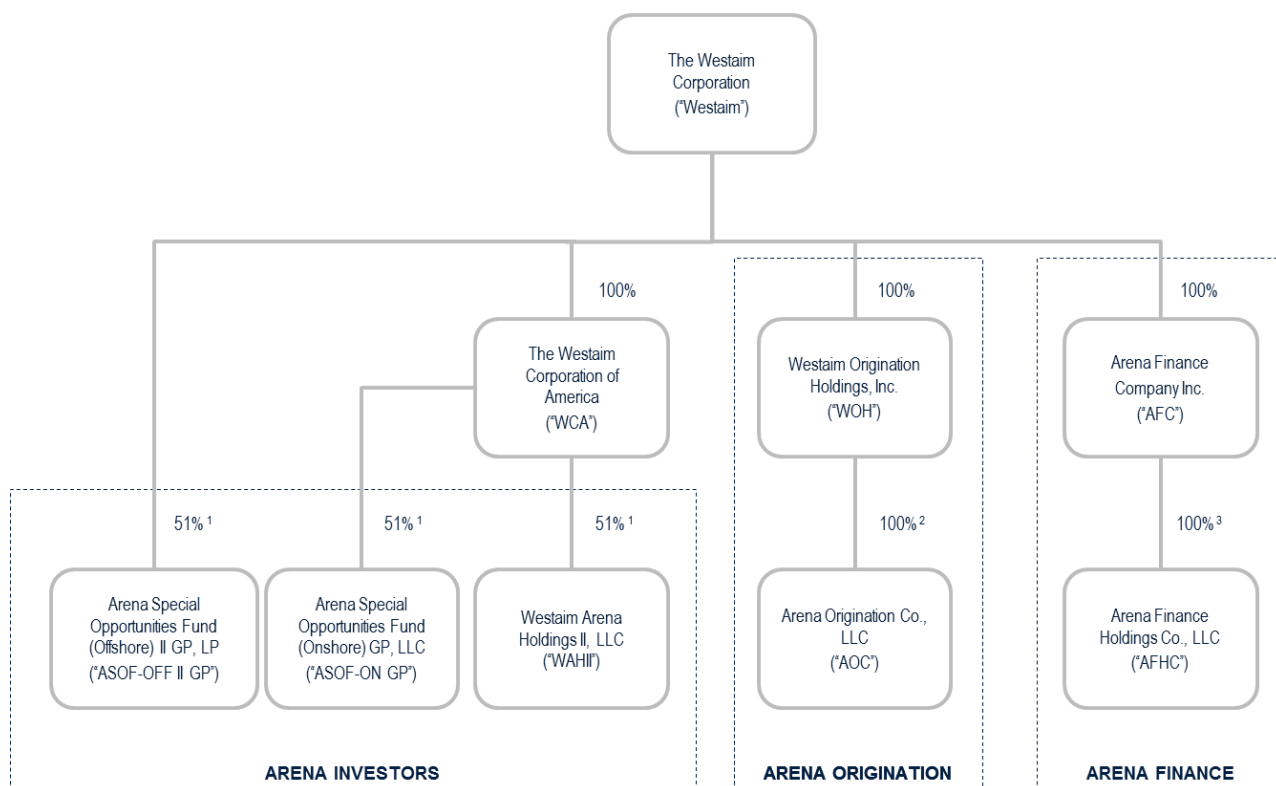 The Westaim
Corporation
(“Westaim”)
100%
100%
100%
The Westaim
Corporation of
America
(“WCA”)
Westaim Origination
Holdings, Inc.
(“WOH”)
Arena Finance
Company Inc.
(“AFC”)
51% 1
51% 1
51% 1
100% 2
100% 3
Arena Special
Opportunities Fund
(Offshore) II GP, LP
(“ASOF-OFF II GP”)
Arena Special
Opportunities Fund
(Onshore) GP, LLC
(“ASOF-ON GP”)
Westaim Arena
Holdings II, LLC
(“WAHII”)
Arena Origination Co.,
LLC
(“AOC”)
Arena Finance
Holdings Co., LLC
(“AFHC”)
ARENA INVESTORS
ARENA ORIGINATION
ARENA FINANCE